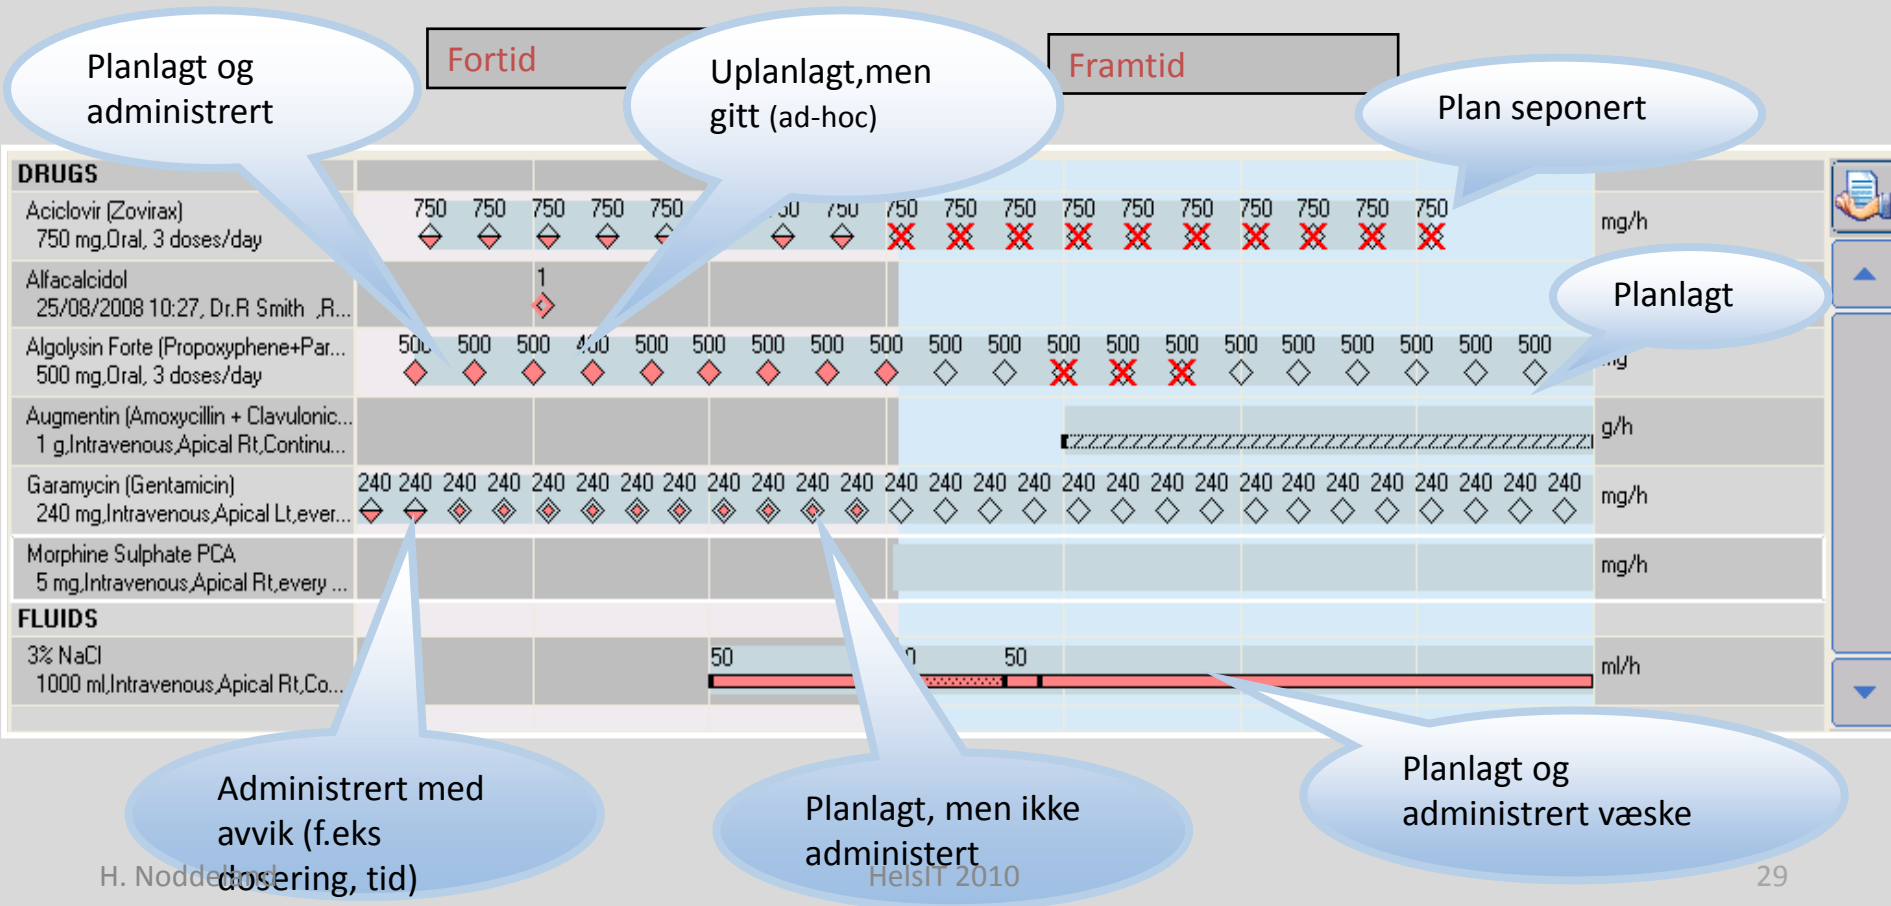 Planlagt og
administrert
Fortid
Uplanlagt,men
gitt (ad-hoc)
Framtid
Plan seponert
DRUGS
Aciclovir (Zovirax)
750 mg,Oral, 3 doses/day
750 750 750 750 750 750 750 750 750 750 750 750 750 750 750 750 750
mg/h
Alfacalcidol
25/08/2008 10:27, Dr.R Smith ,R...
1
Planlagt
Algolysin Forte (Propoxyphene+Par...
500 mg,Oral, 3 doses/day
500 500 500 400 500 500 500 500 500 500 500 500 500 500 500 500 500 500 500 500
mg
Augmentin (Amoxycillin + Clavulonic...
1 g,Intravenous,Apical Rt,Continu...
g/h
Garamycin (Gentamicin)
240 mg,Intravenous,Apical Lt,ever...
240 240 240 240 240 240 240 240 240 240 240 240 240 240 240 240 240 240 240 240 240 240 240 240 240 240 240 240
mg/h
Morphine Sulphate PCA
5 mg,Intravenous,Apical Rt,every ...
mg/h
FLUIDS
3% NaCl
1000 ml,Intravenous,Apical Rt,Co...
50 50
ml/h
Administrert med
avvik (f.eks
dosering, tid)
Planlagt, men ikke
administert
Planlagt og
administrert væske
H. Noddeland
HelsIT 2010
29